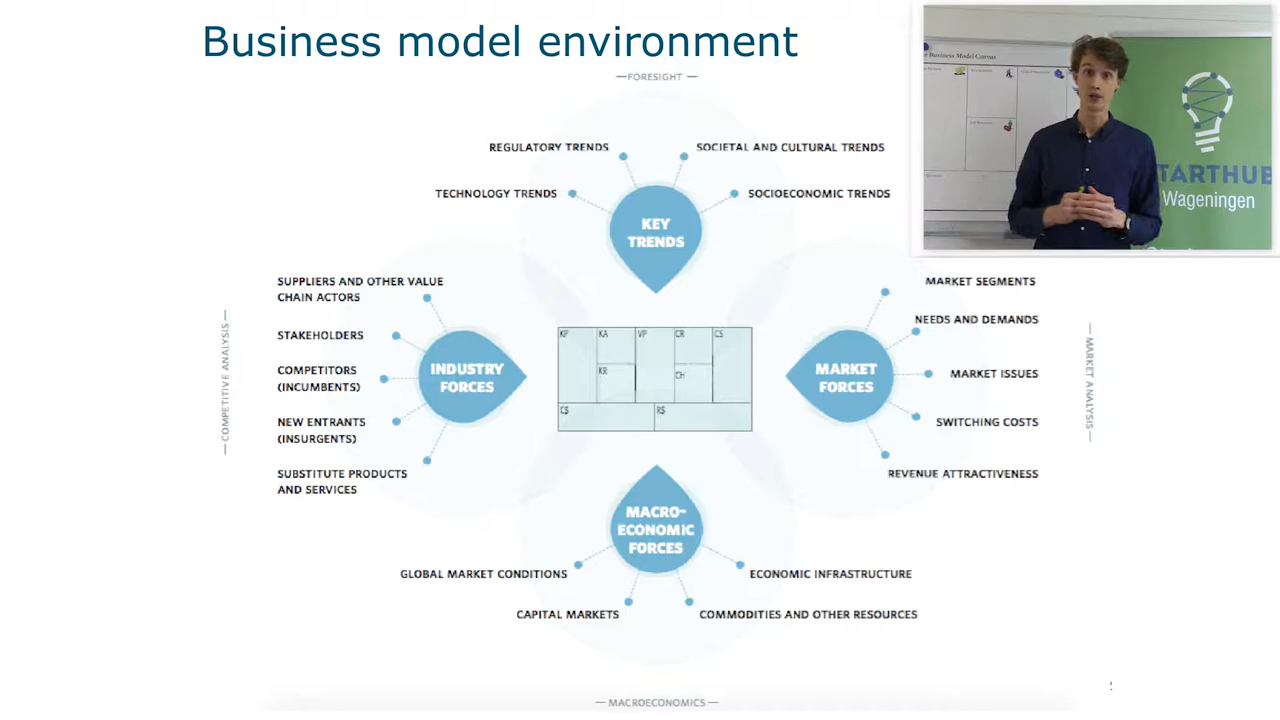 Business model environment
—FORESIGHT—
REGULATORY TRENDS
SOCIETAL AND CULTURAL TRENDS
TECHNOLOGY TRENDS
SOCIOECONOMIC TRENDS
KEY
TRENDS
—COMPETITIVE ANALYSIS—
SUPPLIERS AND OTHER VALUE
CHAIN ACTORS
STAKEHOLDERS
COMPETITORS
(INCUMBENTS)
NEW ENTRANTS
(INSURGENTS)
SUBSTITUTE PRODUCTS
AND SERVICES
INDUSTRY
FORCES
KP
KA
VP
CR
CS
KR
CH
C$
R$
MARKET
FORCES
MARKET SEGMENTS
NEEDS AND DEMANDS
MARKET ISSUES
SWITCHING COSTS
REVENUE ATTRACTIVENESS
—MARKET ANALYSIS—
MACRO-
ECONOMIC
FORCES
GLOBAL MARKET CONDITIONS
ECONOMIC INFRASTRUCTURE
CAPITAL MARKETS
COMMODITIES AND OTHER RESOURCES
—MACROECONOMICS—
Business Model Canvas
TARTHUB
Wageningen